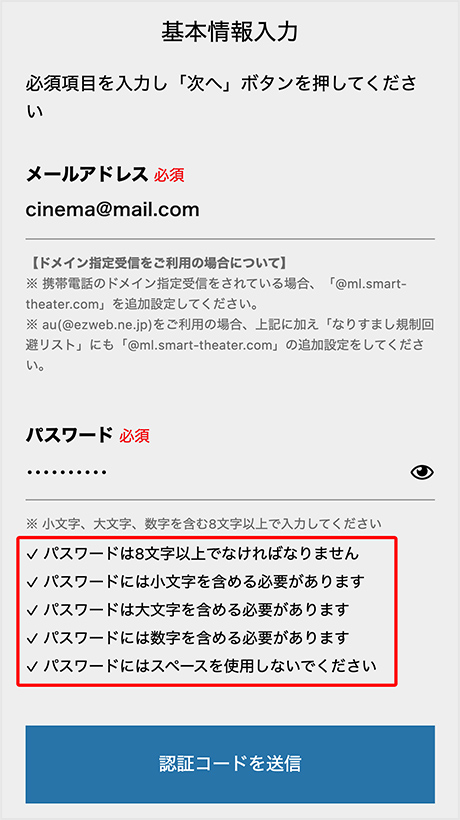 基本情報入力
必須項目を入力し「次へ」ボタンを押してくださ
い
メールアドレス 必須
cinema@mail.com
【ドメイン指定受信をご利用の場合について】
※ 携帯電話のドメイン指定受信をされている場合、「@ml.smart-
theater.com」を追加設定してください。
※ au(@ezweb.ne.jp)をご利用の場合、上記に加え「なりすまし規制回
避リスト」にも「@ml.smart-theater.com」の追加設定をしてくださ
い。
パスワード 必須
••••••••••
※ 小文字、大文字、数字を含む8文字以上で入力してください
✓ パスワードは8文字以上でなければなりません
✓ パスワードには小文字を含める必要があります
✓ パスワードは大文字を含める必要があります
✓ パスワードには数字を含める必要があります
✓ パスワードにはスペースを使用しないでください
認証コードを送信